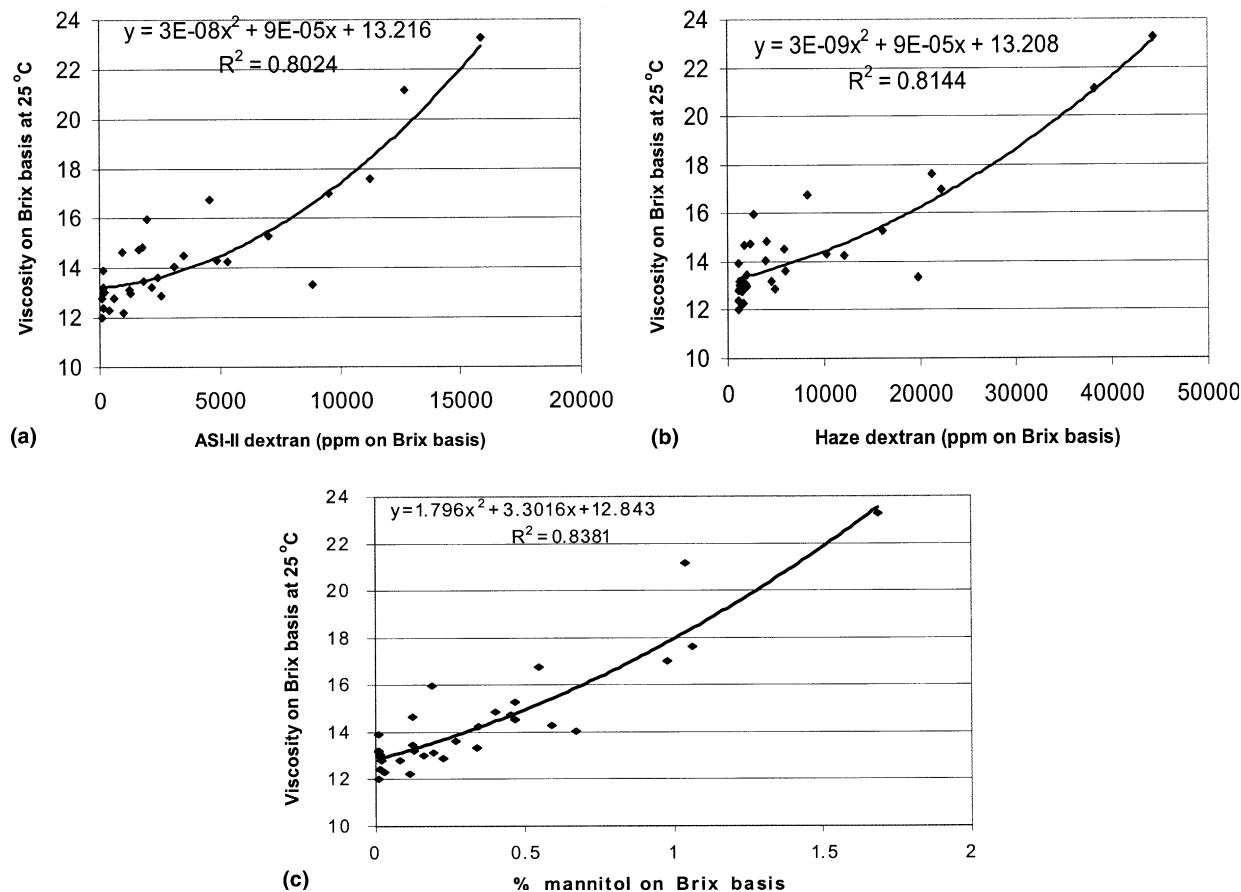 y = 3E-08x² + 9E-05x + 13.216
R² = 0.8024
24
22
20
18
16
14
12
10
Viscosity on Brix basis at 25 °C
0 5000 10000 15000 20000
ASI-II dextran (ppm on Brix basis)
(a)
y = 3E-09x² + 9E-05x + 13.208
R² = 0.8144
24
22
20
18
16
14
12
10
Viscosity on Brix basis at 25 °C
0 10000 20000 30000 40000 50000
Haze dextran (ppm on Brix basis)
(b)
y=1.796x²+3.3016x+12.843
R² = 0.8381
24
22
20
18
16
14
12
10
Viscosity on Brix basis at 25 °C
0 0.5 1 1.5 2
% mannitol on Brix basis
(c)